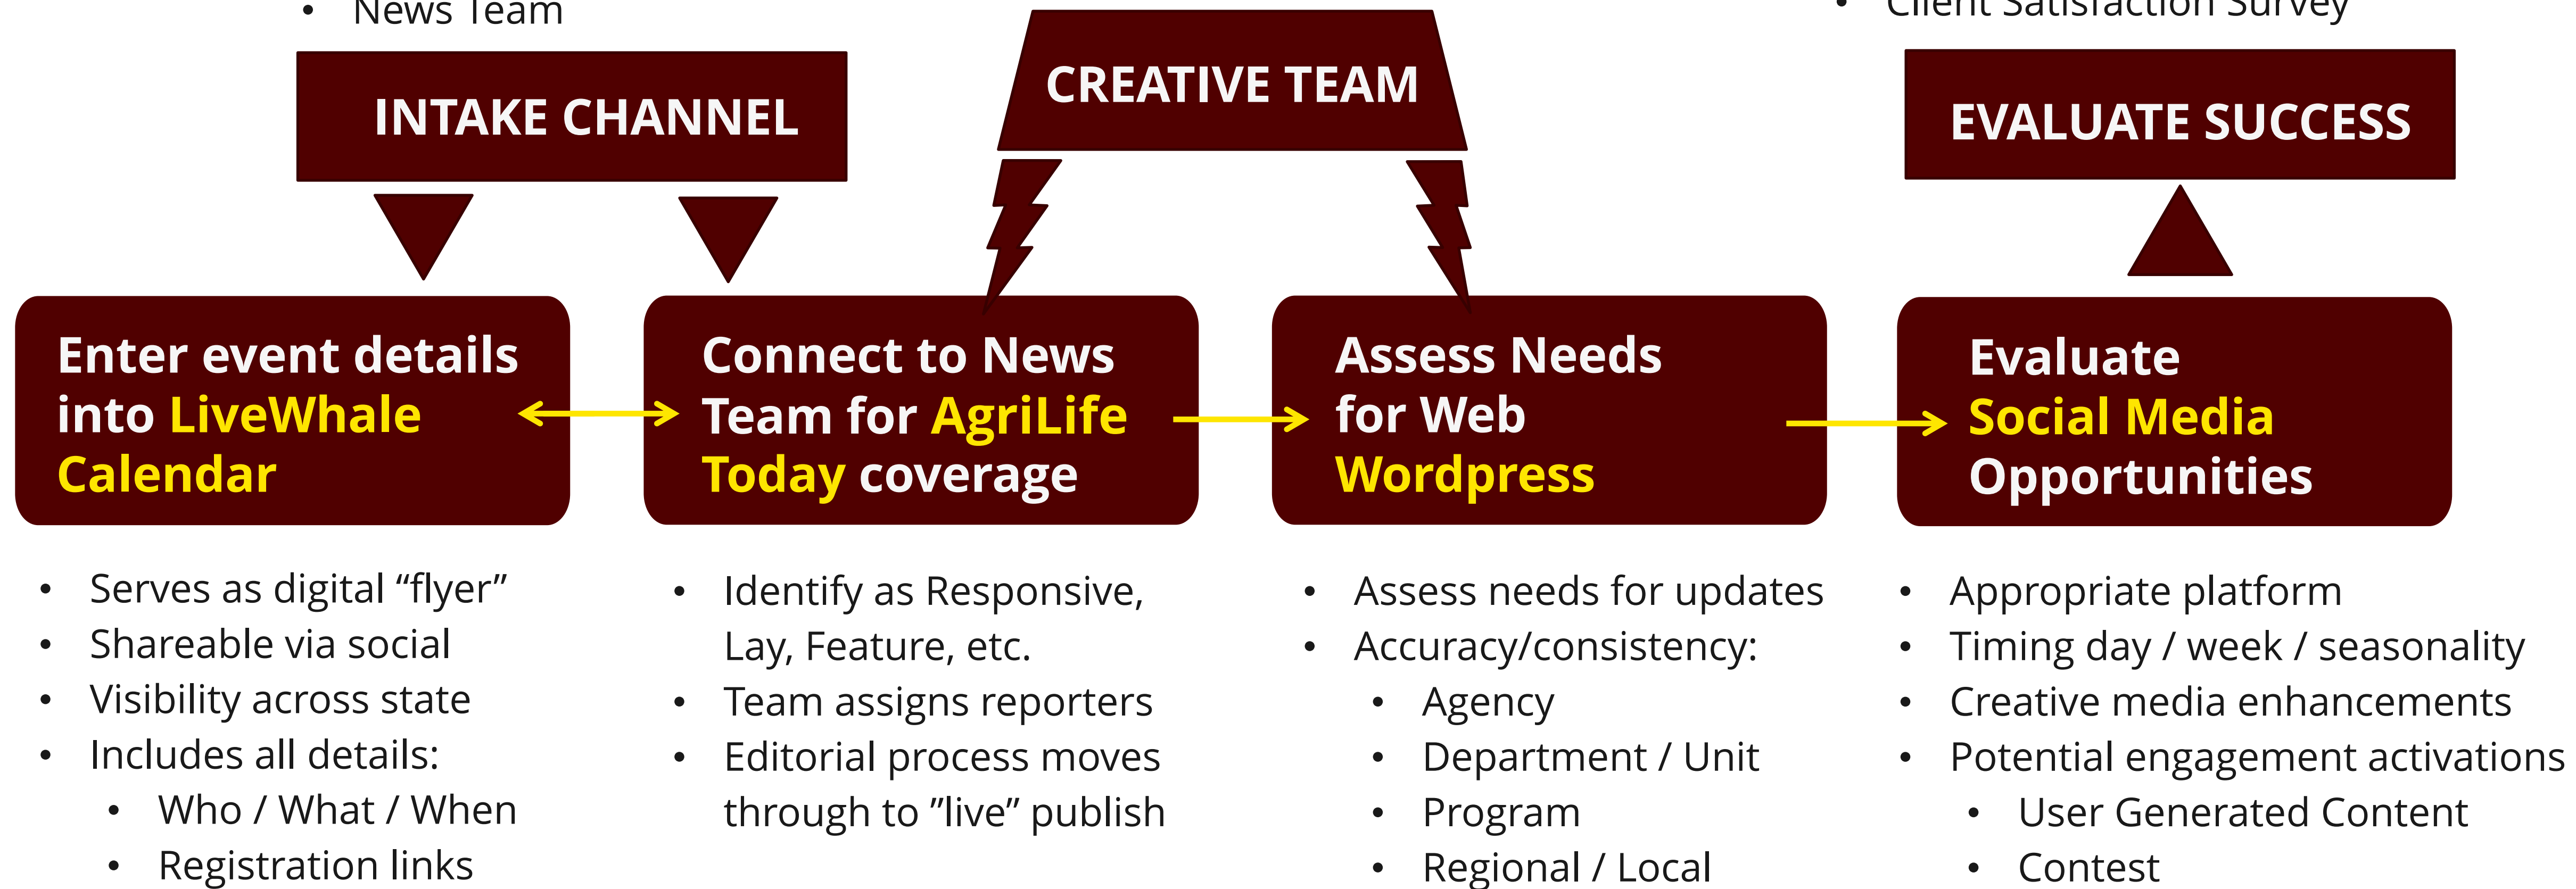 • News Team
• Client Satisfaction Survey
INTAKE CHANNEL
CREATIVE TEAM
EVALUATE SUCCESS
Enter event details
into LiveWhale
Calendar
• Serves as digital “flyer”
• Shareable via social
• Visibility across state
• Includes all details:
• Who / What / When
• Registration links
Connect to News
Team for AgriLife
Today coverage
• Identify as Responsive,
Lay, Feature, etc.
• Team assigns reporters
• Editorial process moves
through to ”live” publish
Assess Needs
for Web
Wordpress
• Assess needs for updates
• Accuracy/consistency:
• Agency
• Department / Unit
• Program
• Regional / Local
Evaluate
Social Media
Opportunities
• Appropriate platform
• Timing day / week / seasonality
• Creative media enhancements
• Potential engagement activations
• User Generated Content
• Contest